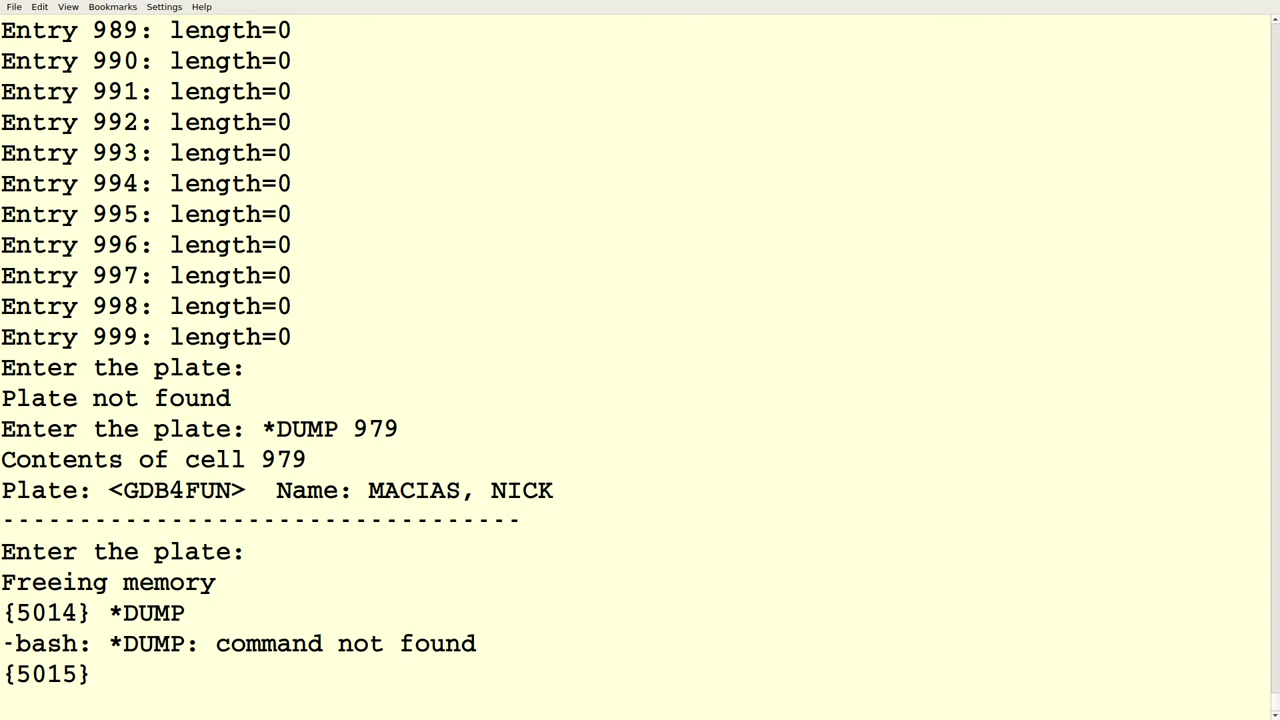 File Edit View Bookmarks Settings Help
Entry 989: length=0
Entry 990: length=0
Entry 991: length=0
Entry 992: length=0
Entry 993: length=0
Entry 994: length=0
Entry 995: length=0
Entry 996: length=0
Entry 997: length=0
Entry 998: length=0
Entry 999: length=0
Enter the plate:
Plate not found
Enter the plate: *DUMP 979
Contents of cell 979
Plate: <GDB4FUN>  Name: MACIAS, NICK
----------------------------------
Enter the plate:
Freeing memory
{5014} *DUMP
-bash: *DUMP: command not found
{5015}